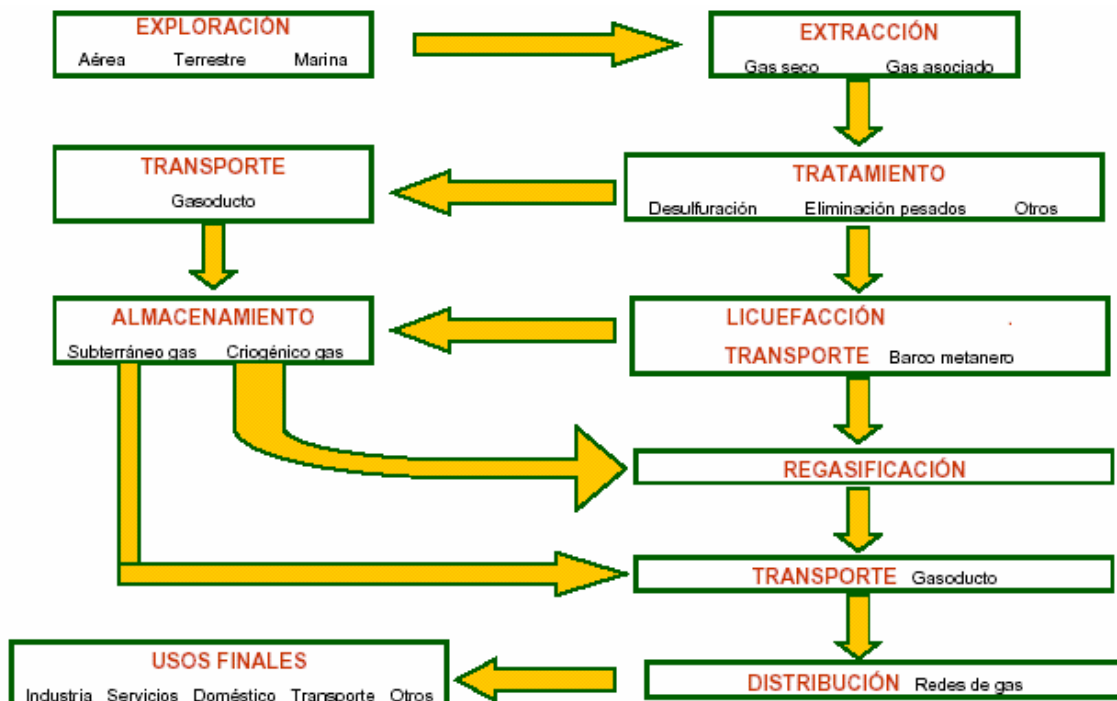 EXPLORACIÓN
Aérea Terrestre Marina
EXTRACCIÓN
Gas seco Gas asociado
TRANSPORTE
Gasoducto
TRATAMIENTO
Desulfuración Eliminación pesados Otros
ALMACENAMIENTO
Subterráneo gas Criogénico gas
LICUEFACCIÓN .
TRANSPORTE Barco metanero
REGASIFICACIÓN
TRANSPORTE Gasoducto
USOS FINALES
Industria Servicios Doméstico Transporte Otros
DISTRIBUCIÓN Redes de gas